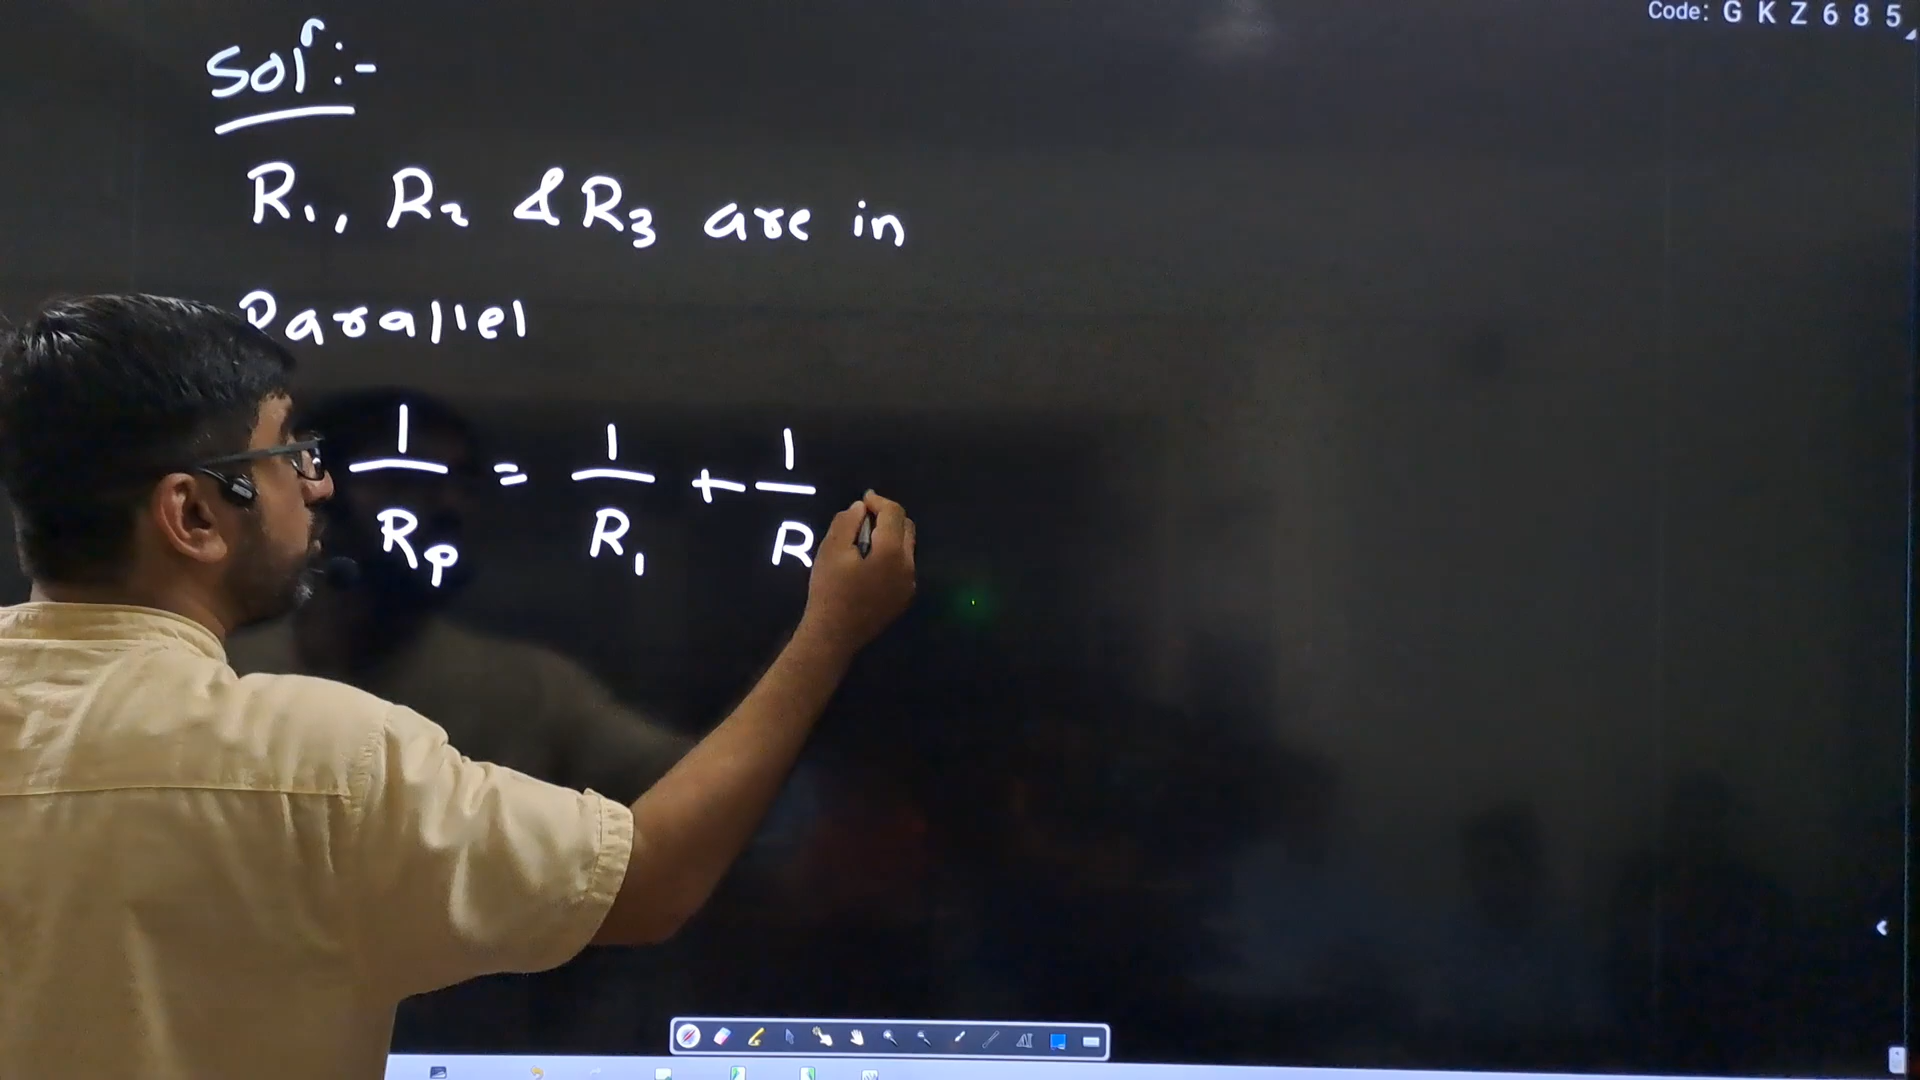 Code: G K Z 6 8 5
Solⁿ:-
R₁, R₂ & R₃ are in
Parallel
1/Rₚ = 1/R₁ + 1/R